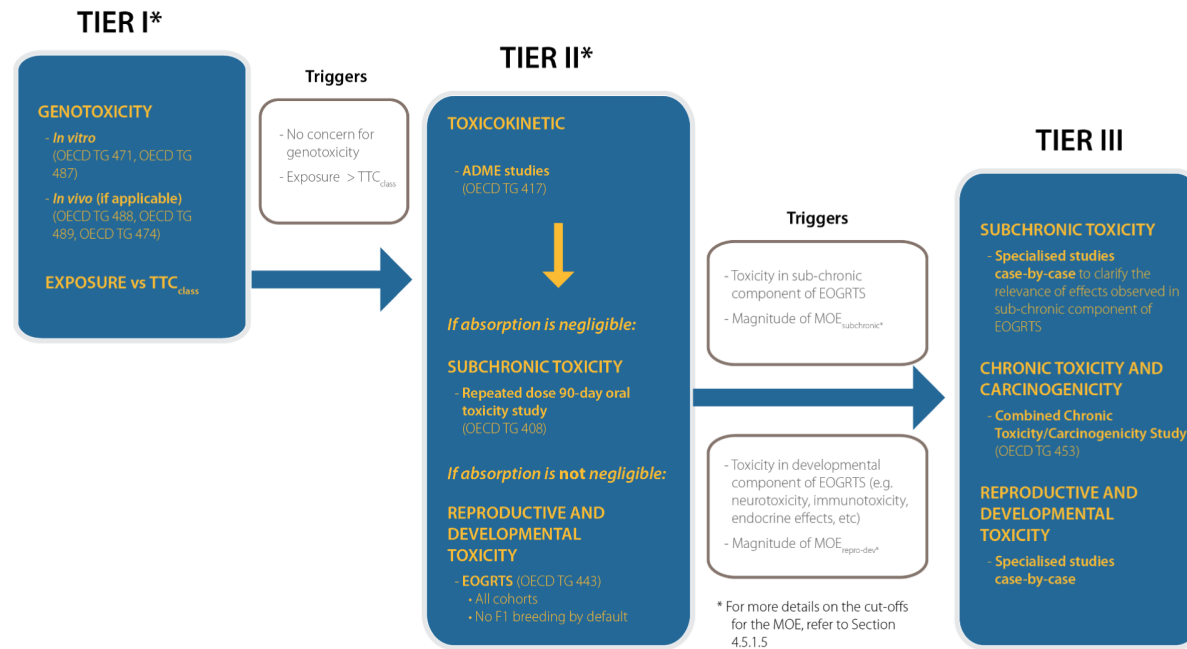 TIER I*
GENOTOXICITY
- In vitro
(OECD TG 471, OECD TG
487)
- In vivo (if applicable)
(OECD TG 488, OECD TG
489, OECD TG 474)
EXPOSURE vs TTCclass
Triggers
- No concern for
genotoxicity
- Exposure > TTCclass
TIER II*
TOXICOKINETIC
- ADME studies
(OECD TG 417)
If absorption is negligible:
SUBCHRONIC TOXICITY
- Repeated dose 90-day oral
toxicity study
(OECD TG 408)
If absorption is not negligible:
REPRODUCTIVE AND
DEVELOPMENTAL
TOXICITY
- EOGRTS (OECD TG 443)
• All cohorts
• No F1 breeding by default
Triggers
- Toxicity in sub-chronic
component of EOGRTS
- Magnitude of MOEsubchronic*
- Toxicity in developmental
component of EOGRTS (e.g.
neurotoxicity, immunotoxicity,
endocrine effects, etc)
- Magnitude of MOErepro-dev*
* For more details on the cut-offs
for the MOE, refer to Section
4.5.1.5
TIER III
SUBCHRONIC TOXICITY
- Specialised studies
case-by-case to clarify the
relevance of effects observed in
sub-chronic component of
EOGRTS
CHRONIC TOXICITY AND
CARCINOGENICITY
- Combined Chronic
Toxicity/Carcinogenicity Study
(OECD TG 453)
REPRODUCTIVE AND
DEVELOPMENTAL
TOXICITY
- Specialised studies
case-by-case